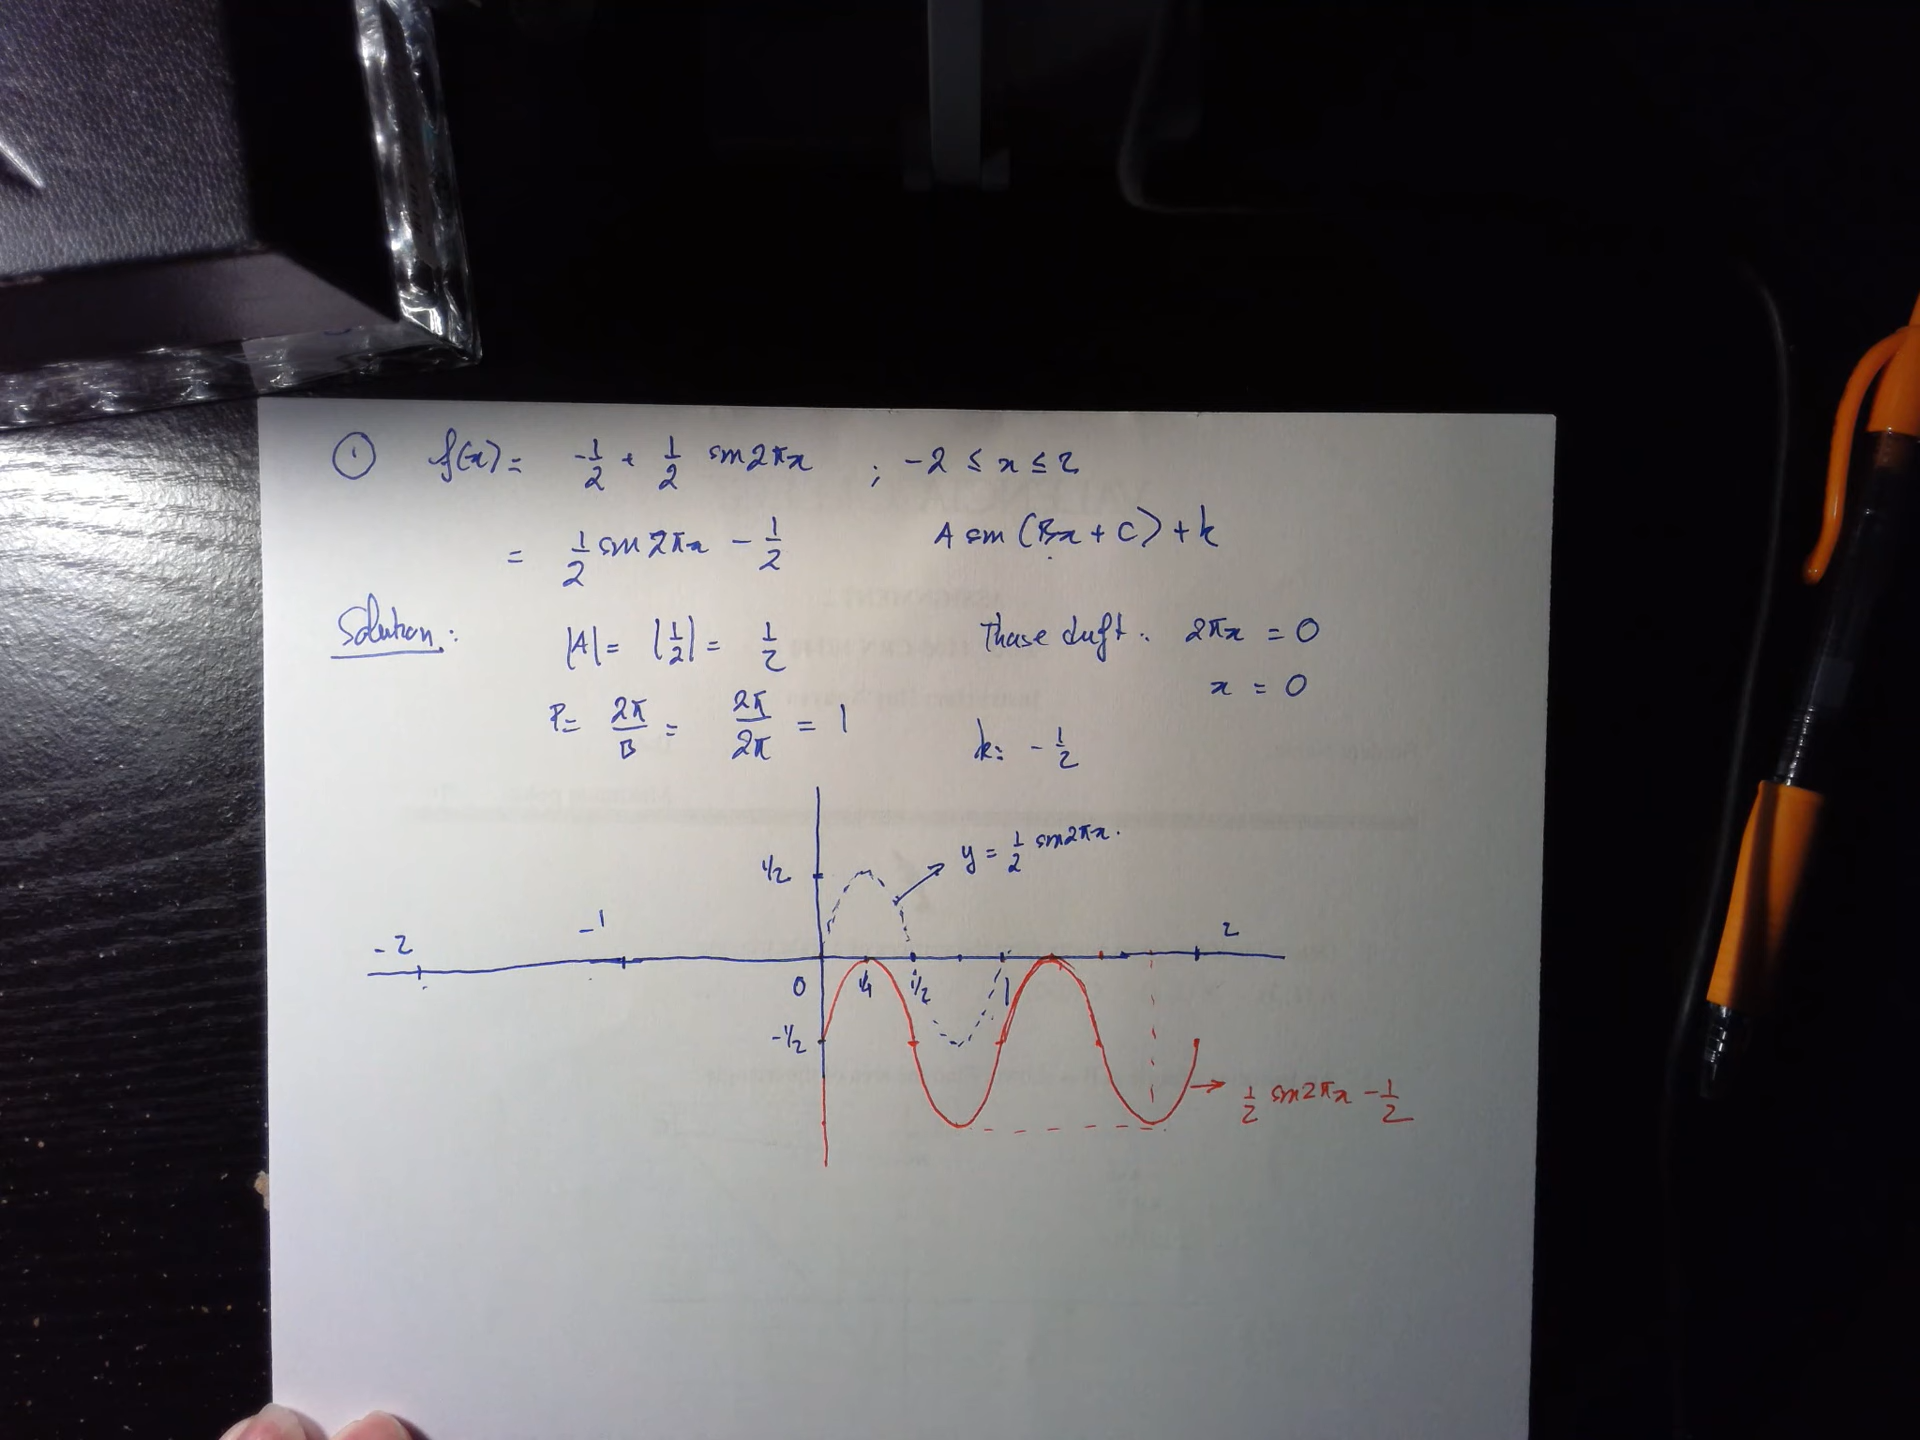 ① f(x) = -1/2 + 1/2 sin2πx ; -2 ≤ x ≤ 2
= 1/2 sin2πx - 1/2 A sin (Bx + C) + k
Solution: |A| = |1/2| = 1/2 Phase shift: 2πx = 0
x = 0
P = 2π/B = 2π/2π = 1 k = -1/2
y = 1/2 sin2πx.
1/2
-2 -1 2
0 1/4 1/2 1
-1/2
1/2 sin2πx - 1/2